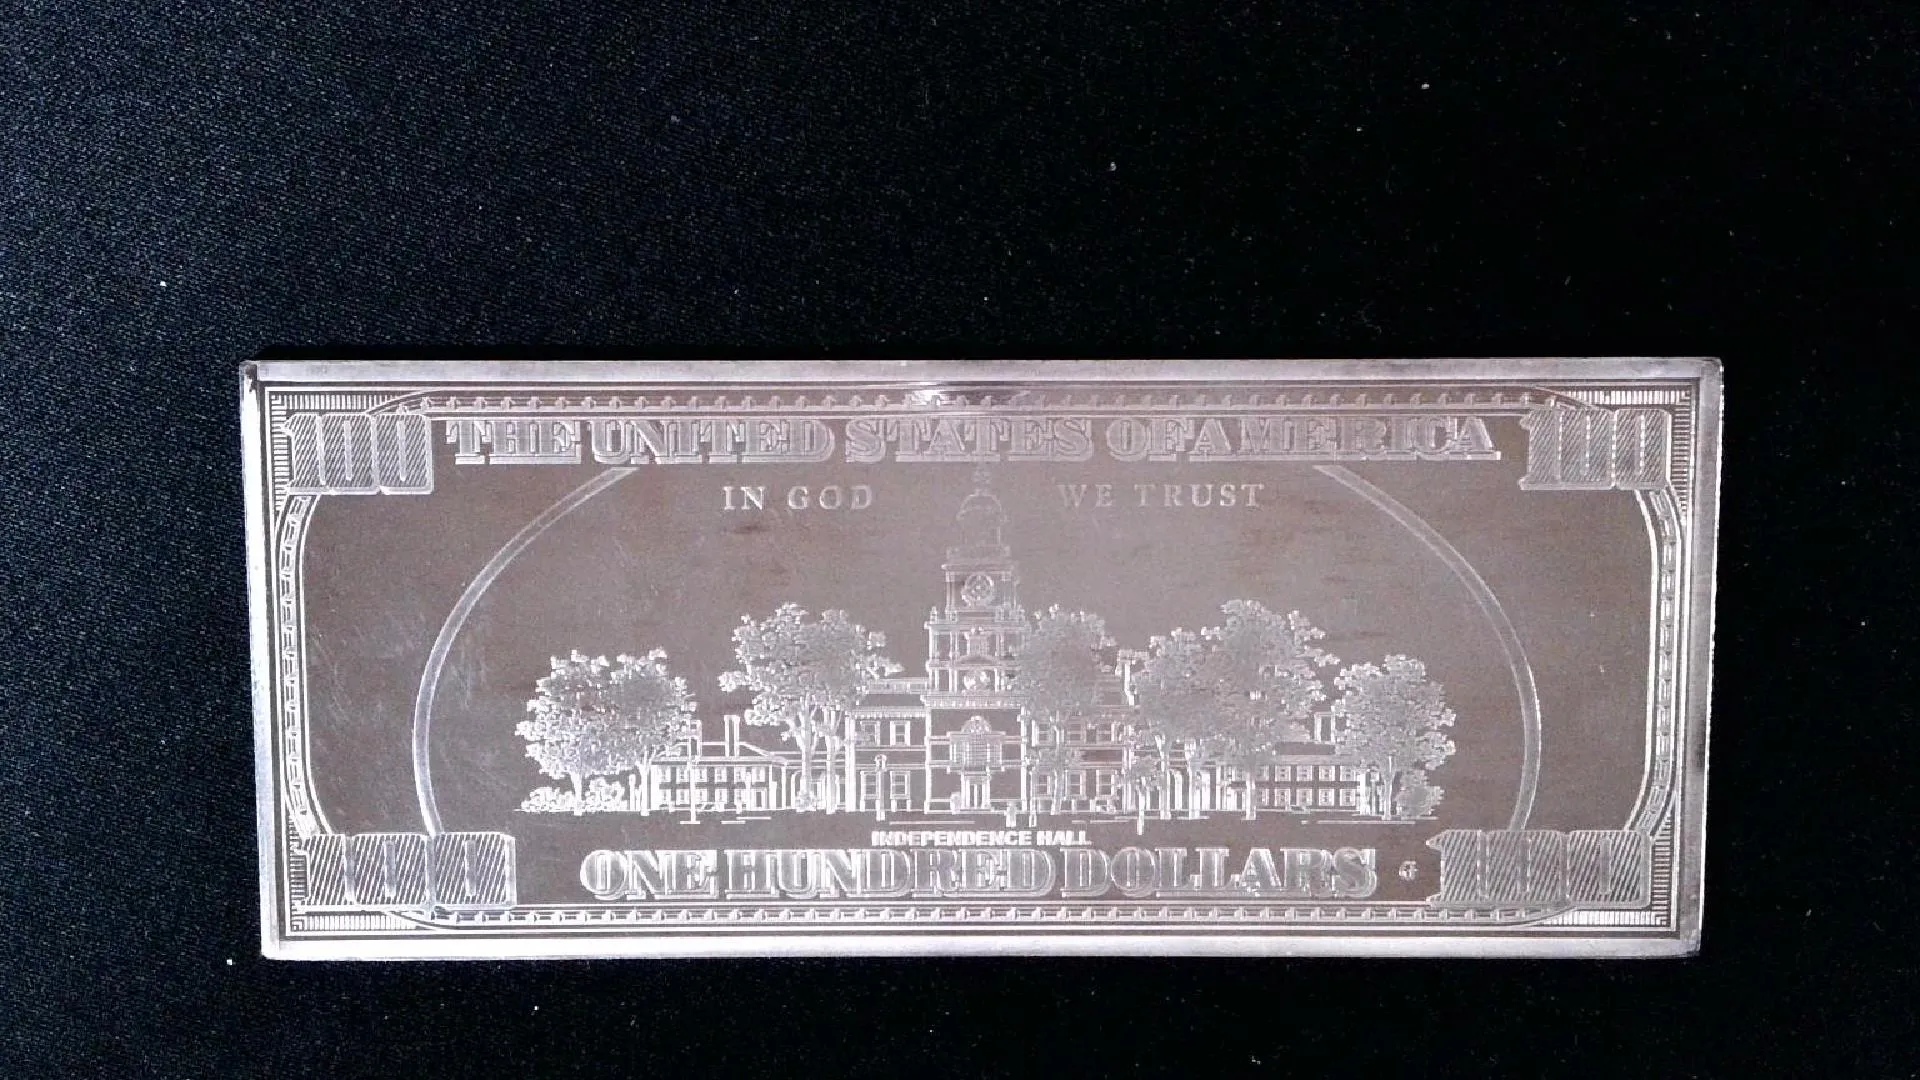 100 THE UNITED STATES OF AMERICA 100
IN GOD WE TRUST
INDEPENDENCE HALL
100 ONE HUNDRED DOLLARS 100